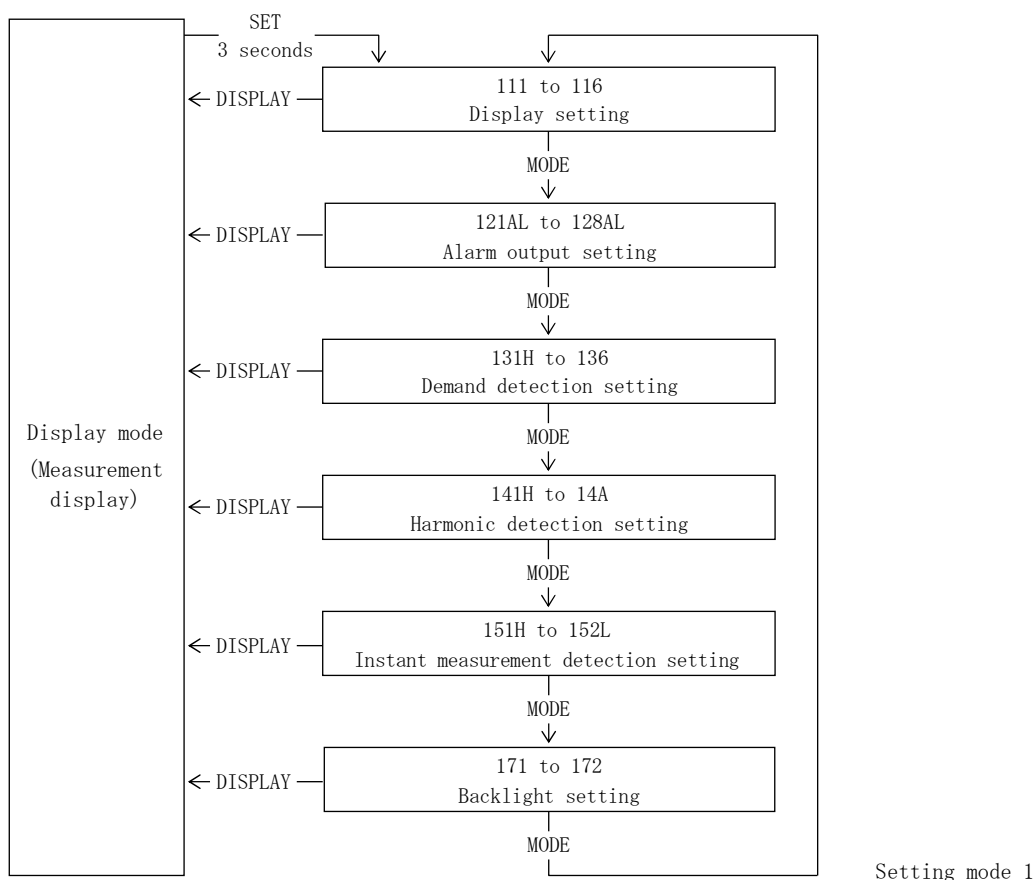 SET
3 seconds
111 to 116
Display setting
DISPLAY
MODE
121AL to 128AL
Alarm output setting
DISPLAY
MODE
131H to 136
Demand detection setting
DISPLAY
MODE
Display mode
(Measurement
display)
141H to 14A
Harmonic detection setting
DISPLAY
MODE
151H to 152L
Instant measurement detection setting
DISPLAY
MODE
171 to 172
Backlight setting
DISPLAY
MODE
Setting mode 1